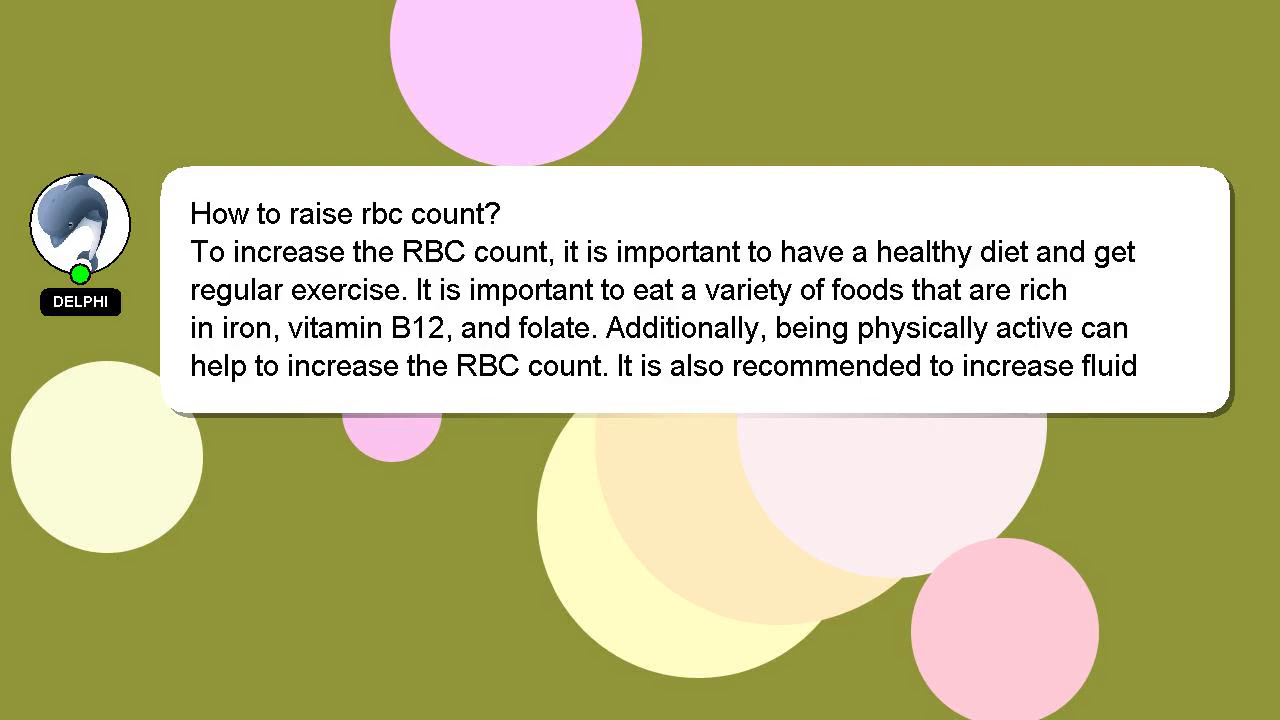 How to raise rbc count?
To increase the RBC count, it is important to have a healthy diet and get
regular exercise. It is important to eat a variety of foods that are rich
in iron, vitamin B12, and folate. Additionally, being physically active can
help to increase the RBC count. It is also recommended to increase fluid
DELPHI